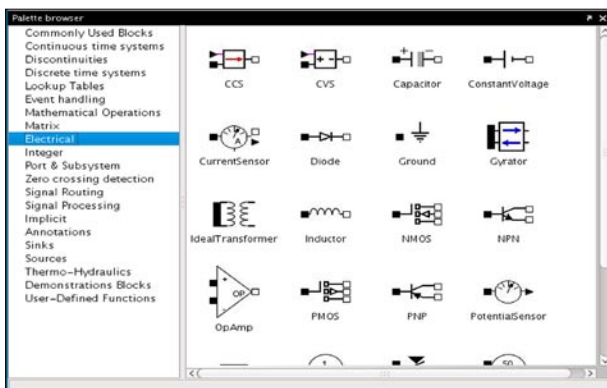 Palette browser
Commonly Used Blocks
Continuous time systems
Discontinuities
Discrete time systems
Lookup Tables
Event handling
Mathematical Operations
Matrix
Electrical
Integer
Port & Subsystem
Zero crossing detection
Signal Routing
Signal Processing
Implicit
Annotations
Sinks
Sources
Thermo-Hydraulics
Demonstrations Blocks
User-Defined Functions
CCS CVS Capacitor ConstantVoltage
A
CurrentSensor Diode Ground Gyrator
IdealTransformer Inductor NMOS NPN
OP
OpAmp PMOS PNP PotentialSensor
1 50